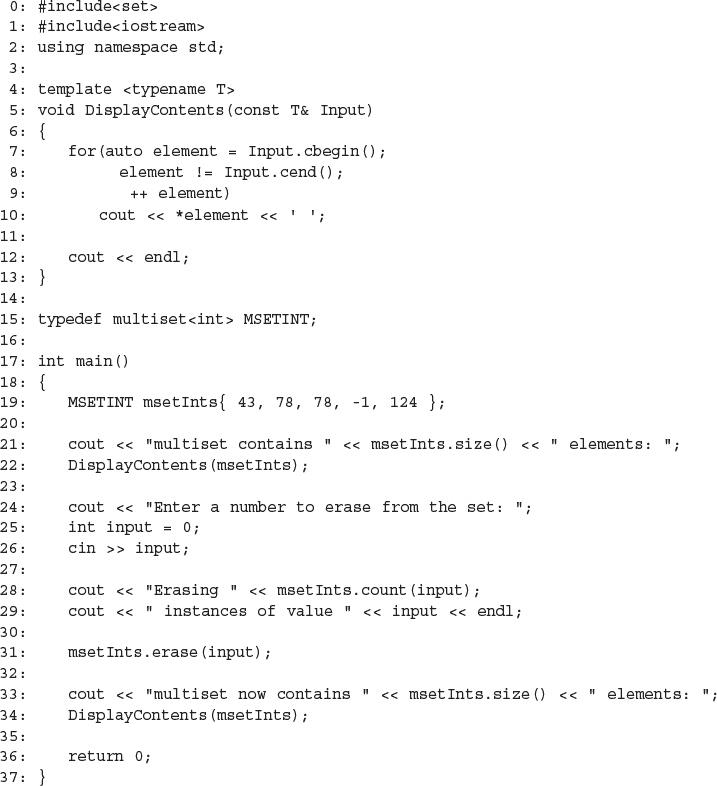 0: #include<set>
1: #include<iostream>
2: using namespace std;
3:
4: template <typename T>
5: void DisplayContents(const T& Input)
6: {
7:    for(auto element = Input.cbegin();
8:         element != Input.cend();
9:          ++ element)
10:       cout << *element << ' ';
11:
12:    cout << endl;
13: }
14:
15: typedef multiset<int> MSETINT;
16:
17: int main()
18: {
19:    MSETINT msetInts{ 43, 78, 78, -1, 124 };
20:
21:    cout << "multiset contains " << msetInts.size() << " elements: ";
22:    DisplayContents(msetInts);
23:
24:    cout << "Enter a number to erase from the set: ";
25:    int input = 0;
26:    cin >> input;
27:
28:    cout << "Erasing " << msetInts.count(input);
29:    cout << " instances of value " << input << endl;
30:
31:    msetInts.erase(input);
32:
33:    cout << "multiset now contains " << msetInts.size() << " elements: ";
34:    DisplayContents(msetInts);
35:
36:    return 0;
37: }